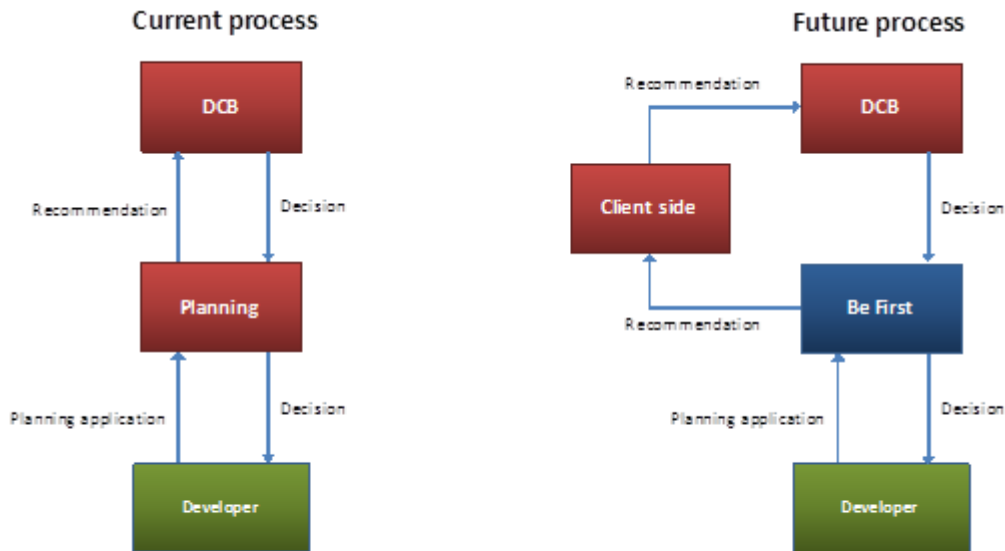 Current process
DCB
Recommendation
Decision
Planning
Planning application
Decision
Developer
Future process
Recommendation
DCB
Client side
Decision
Recommendation
Be First
Planning application
Decision
Developer